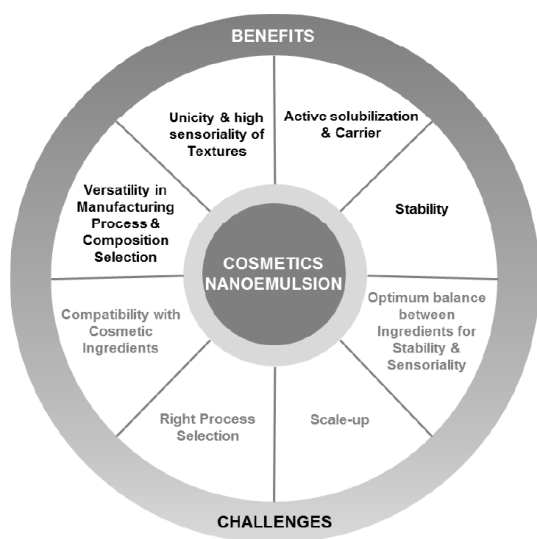 BENEFITS
Unicity & high
sensoriality of
Textures
Active solubilization
& Carrier
Versatility in
Manufacturing
Process &
Composition
Selection
Stability
COSMETICS
NANOEMULSION
Compatibility with
Cosmetic
Ingredients
Optimum balance
between
Ingredients for
Stability &
Sensoriality
Right Process
Selection
Scale-up
CHALLENGES